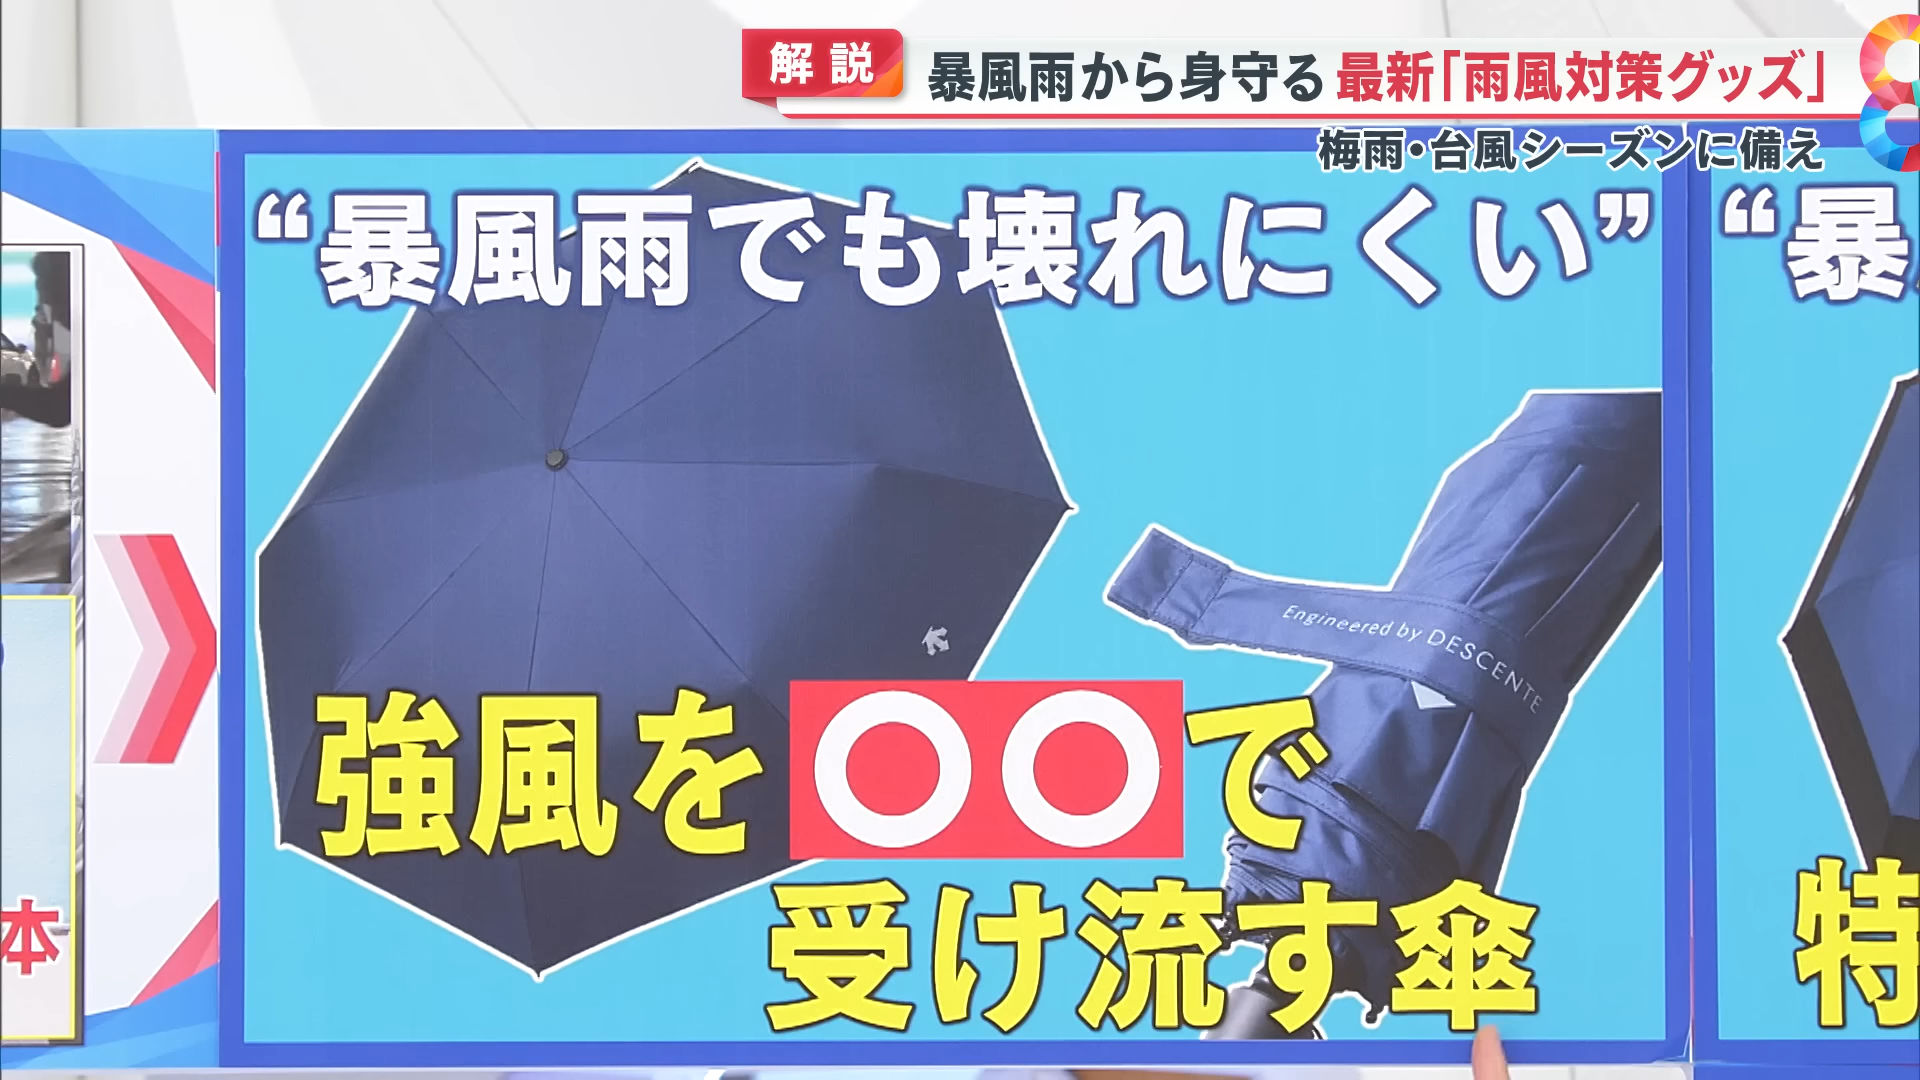 解説
暴風雨から身守る 最新「雨風対策グッズ」
梅雨・台風シーズンに備え
“暴風雨でも壊れにくい”
“暴
Engineered by DESCENTE
強風を〇〇で
受け流す傘
特
本